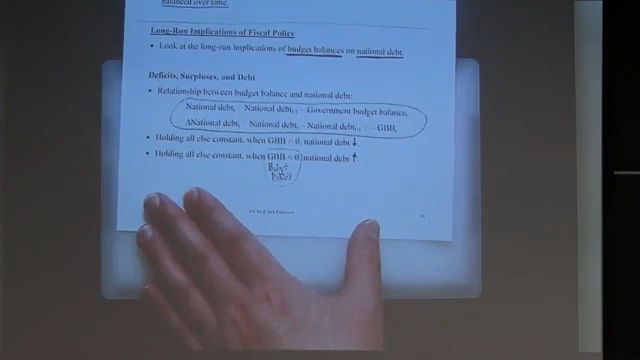 balanced over time.
Long-Run Implications of Fiscal Policy
• Look at the long-run implications of budget balances on national debt.
Deficits, Surpluses, and Debt
• Relationship between budget balance and national debt:
National debtₜ = National debtₜ₋₁ – Government budget balanceₜ
ΔNational debtₜ = National debtₜ – National debtₜ₋₁ = –GBBₜ
• Holding all else constant, when GBB > 0, national debt ↓.
• Holding all else constant, when GBB < 0, national debt ↑.
Budget
Deficit